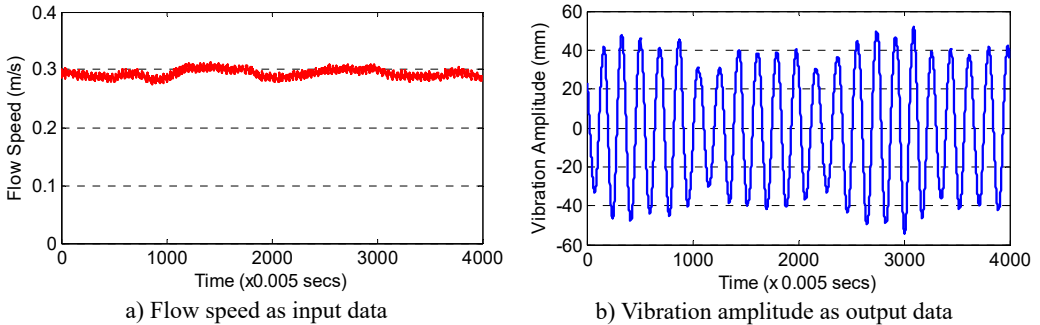 0.4
0.3
0.2
0.1
0
Flow Speed (m/s)
0 1000 2000 3000 4000
Time (x0.005 secs)
a) Flow speed as input data
60
40
20
0
-20
-40
-60
Vibration Amplitude (mm)
0 1000 2000 3000 4000
Time (x 0.005 secs)
b) Vibration amplitude as output data